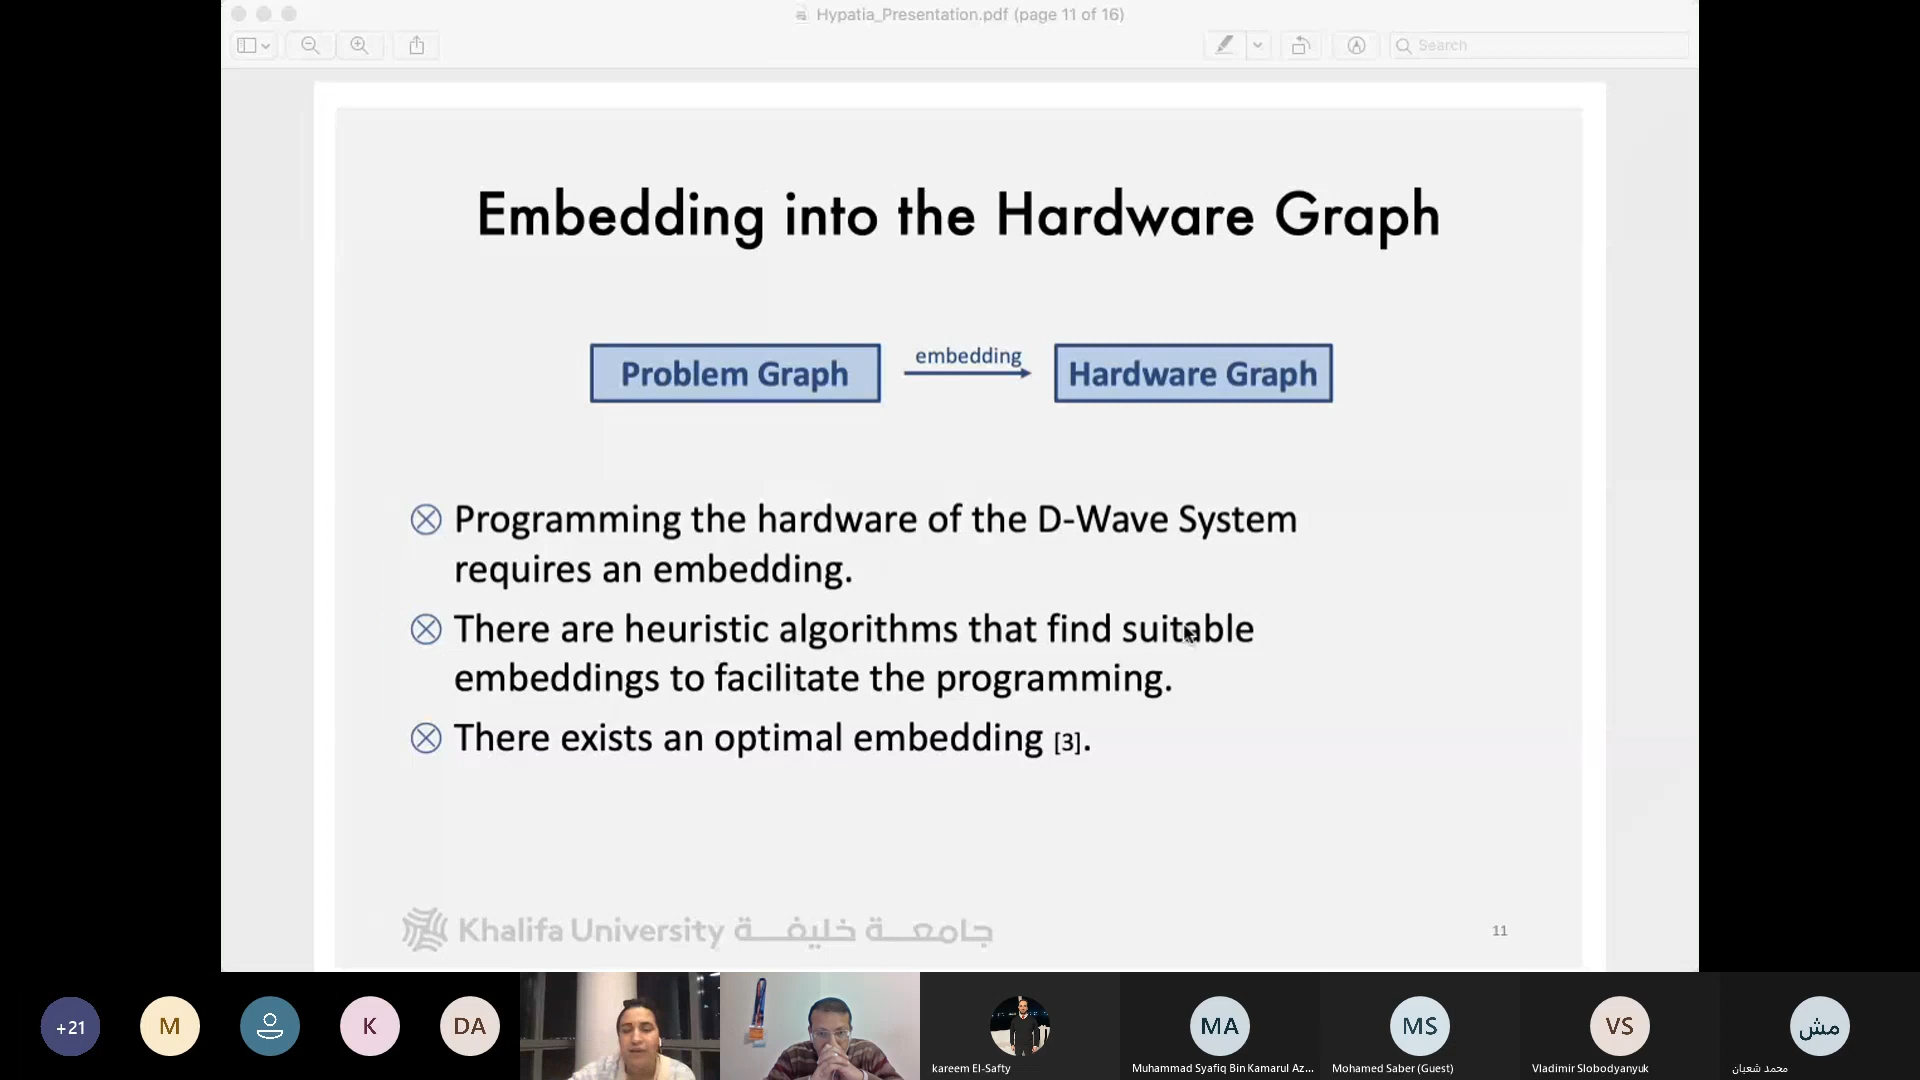 Hypatia_Presentation.pdf (page 11 of 16)
Search
Embedding into the Hardware Graph
Problem Graph
embedding
Hardware Graph
Programming the hardware of the D-Wave System
requires an embedding.
There are heuristic algorithms that find suitable
embeddings to facilitate the programming.
There exists an optimal embedding [3].
Khalifa University جامعة خليفة
11
+21
M
K
DA
MA
MS
VS
مش
kareem El-Safty
Muhammad Syafiq Bin Kamarul Az...
Mohamed Saber (Guest)
Vladimir Slobodyanyuk
محمد شعبان